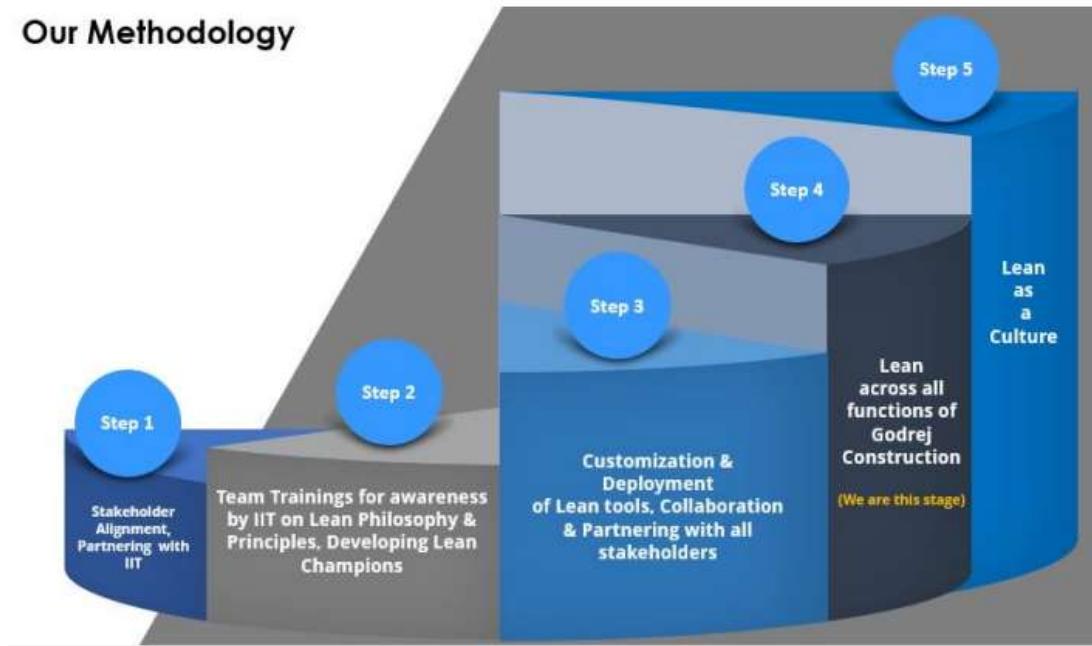 Our Methodology
Step 1
Stakeholder
Alignment,
Partnering with
IIT
Step 2
Team Trainings for awareness
by IIT on Lean Philosophy &
Principles, Developing Lean
Champions
Step 3
Customization &
Deployment
of Lean tools, Collaboration
& Partnering with all
stakeholders
Step 4
Lean
across all
functions of
Godrej
Construction
(We are this stage)
Step 5
Lean
as
a
Culture